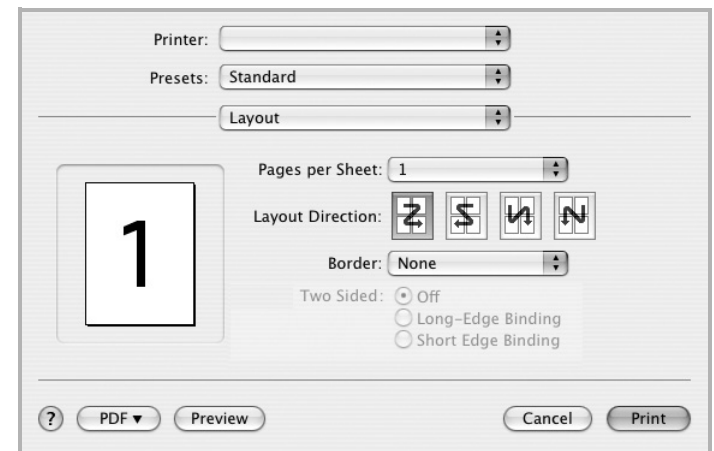 Printer:
Presets: Standard
Layout
Pages per Sheet: 1
1
Layout Direction:
Border: None
Two Sided: Off
Long-Edge Binding
Short Edge Binding
? PDF ▼ Preview Cancel Print